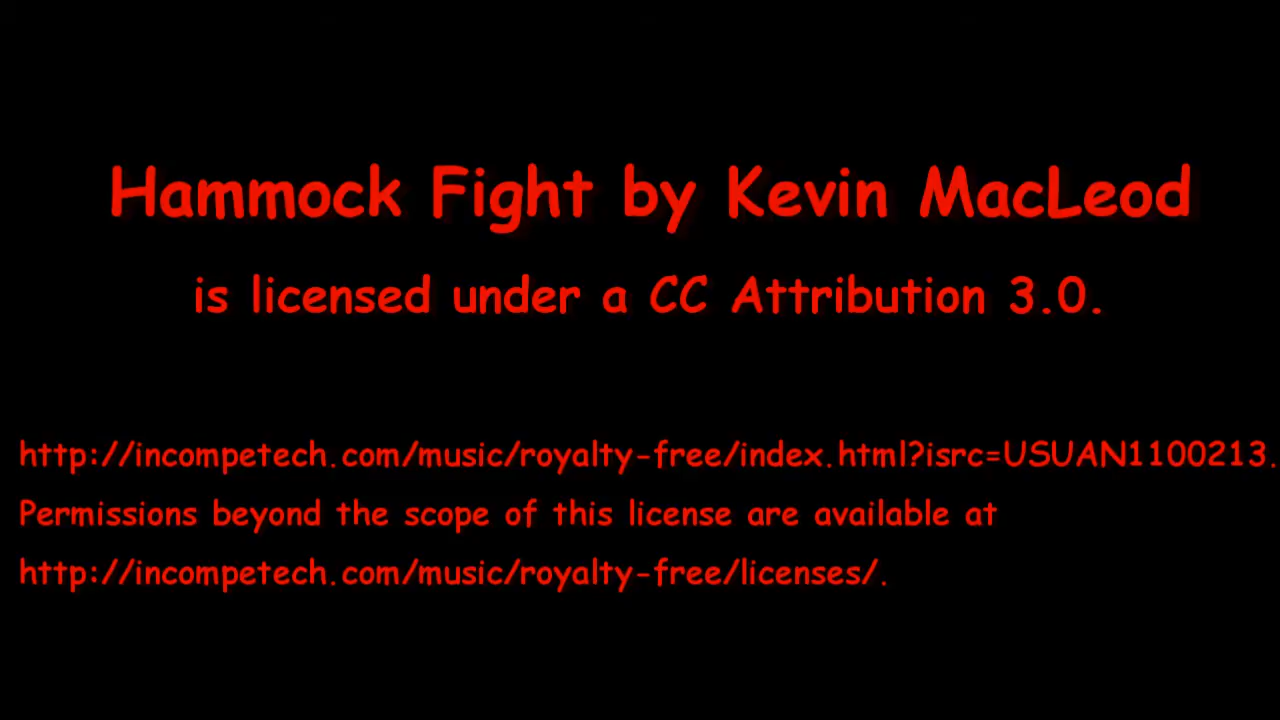 Hammock Fight by Kevin MacLeod
is licensed under a CC Attribution 3.0.
http://incompetech.com/music/royalty-free/index.html?isrc=USUAN1100213.
Permissions beyond the scope of this license are available at
http://incompetech.com/music/royalty-free/licenses/.